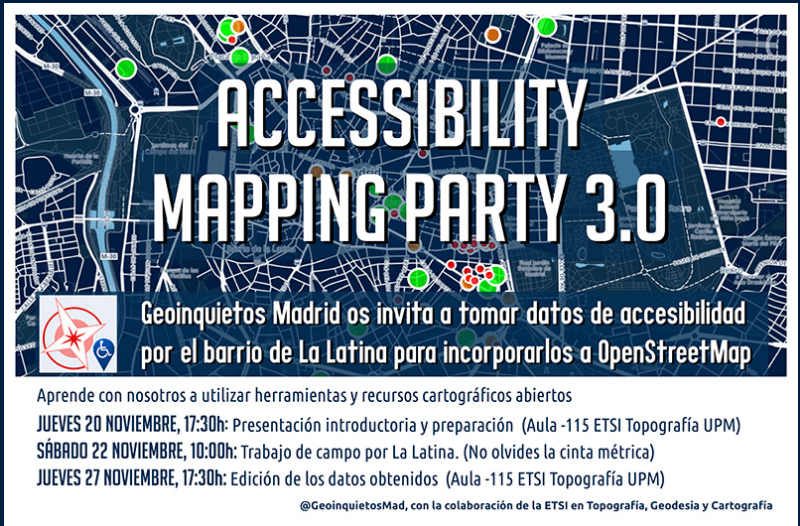 ACCESSIBILITY
MAPPING PARTY 3.0
Geoinquietos Madrid os invita a tomar datos de accesibilidad
por el barrio de La Latina para incorporarlos a OpenStreetMap
Aprende con nosotros a utilizar herramientas y recursos cartográficos abiertos
JUEVES 20 NOVIEMBRE, 17:30h: Presentación introductoria y preparación (Aula -115 ETSI Topografía UPM)
SÁBADO 22 NOVIEMBRE, 10:00h: Trabajo de campo por La Latina. (No olvides la cinta métrica)
JUEVES 27 NOVIEMBRE, 17:30h: Edición de los datos obtenidos (Aula -115 ETSI Topografía UPM)
@GeoinquietosMad, con la colaboración de la ETSI en Topografía, Geodesia y Cartografía